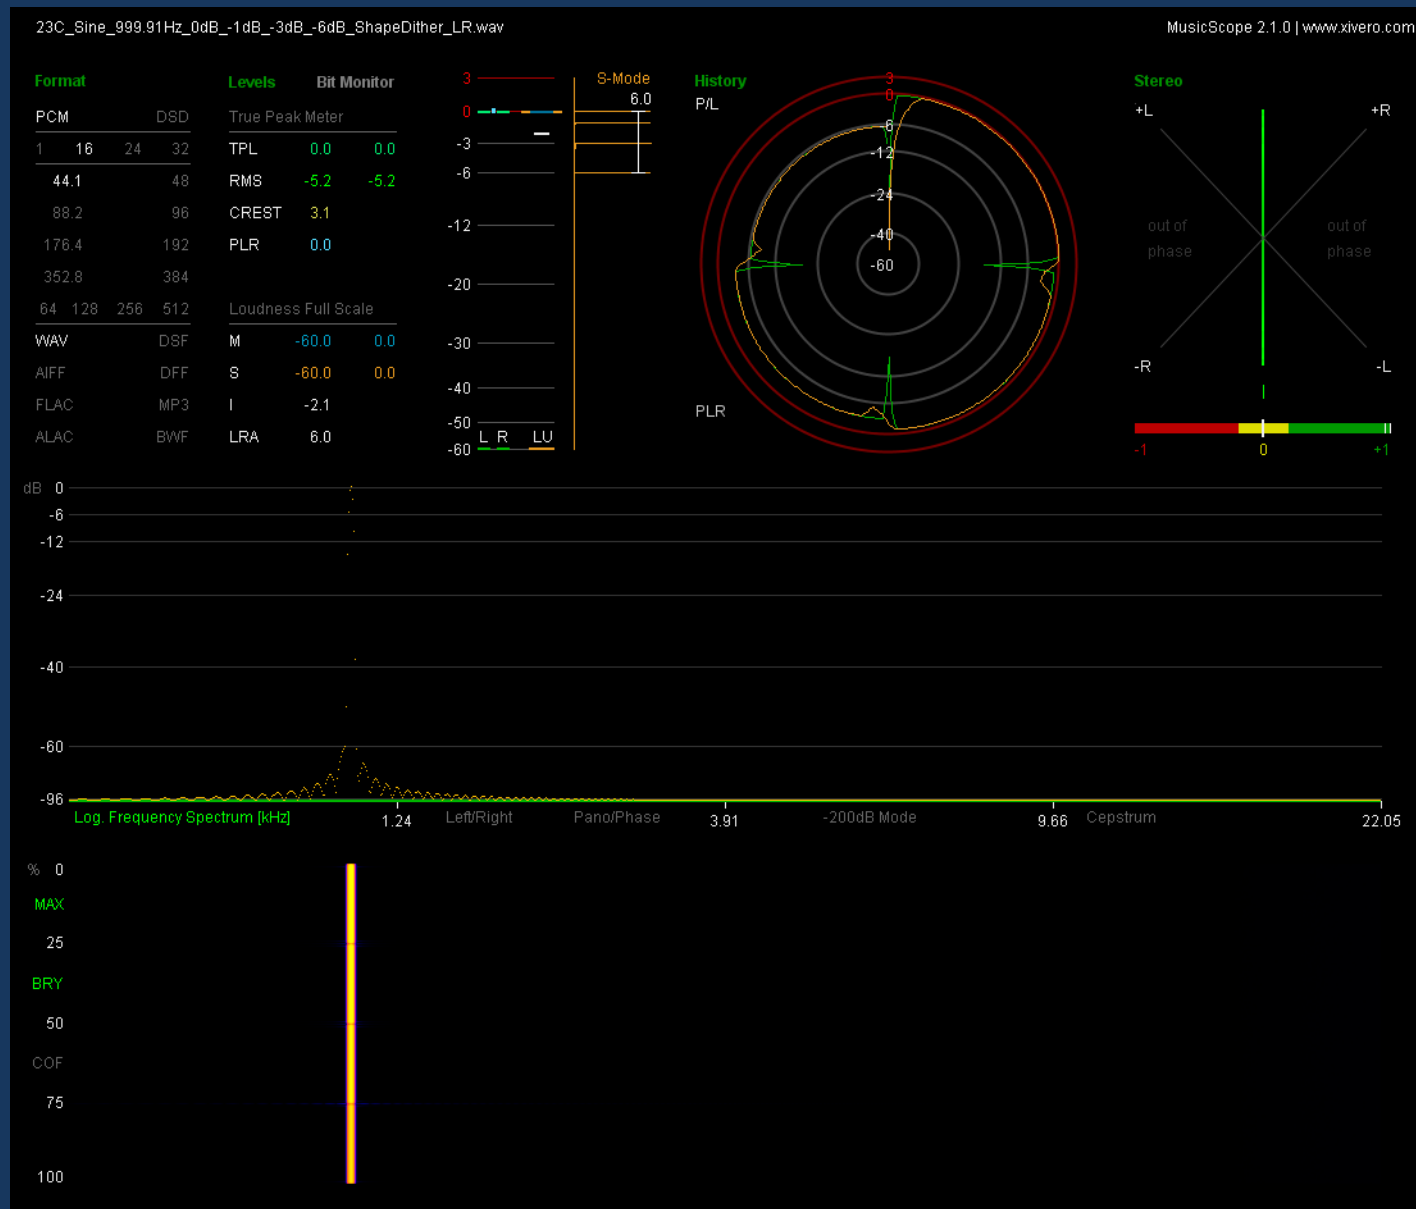 23C_Sine_999.91Hz_0dB_-1dB_-3dB_-6dB_ShapeDither_LR.wav
MusicScope 2.1.0 | www.xivero.com
Format
PCM DSD
1 16 24 32
44.1 48
88.2 96
176.4 192
352.8 384
64 128 256 512
WAV DSF
AIFF DFF
FLAC MP3
ALAC BWF
Levels Bit Monitor
True Peak Meter
TPL 0.0 0.0
RMS -5.2 -5.2
CREST 3.1
PLR 0.0
Loudness Full Scale
M -60.0 0.0
S -60.0 0.0
I -2.1
LRA 6.0
3
0
-3
-6
-12
-20
-30
-40
-50
-60
L R LU
S-Mode
6.0
History
P/L
3
0
-6
-12
-24
-40
-60
PLR
Stereo
+L +R
out of phase
out of phase
-R -L
-1 0 +1
dB 0
-6
-12
-24
-40
-60
-96
Log. Frequency Spectrum [kHz] 1.24 Left/Right Pano/Phase 3.91 -200dB Mode 9.66 Cepstrum 22.05
% 0
MAX
25
BRY
50
COF
75
100